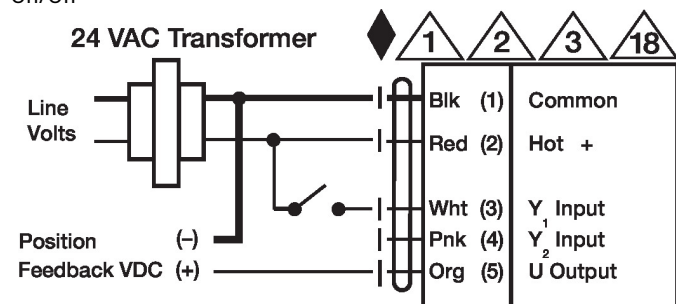 On/Off
24 VAC Transformer
1 2 3 18
Line
Volts
Blk (1) Common
Red (2) Hot +
Wht (3) Y1 Input
Pnk (4) Y2 Input
Org (5) U Output
Position (-)
Feedback VDC (+)